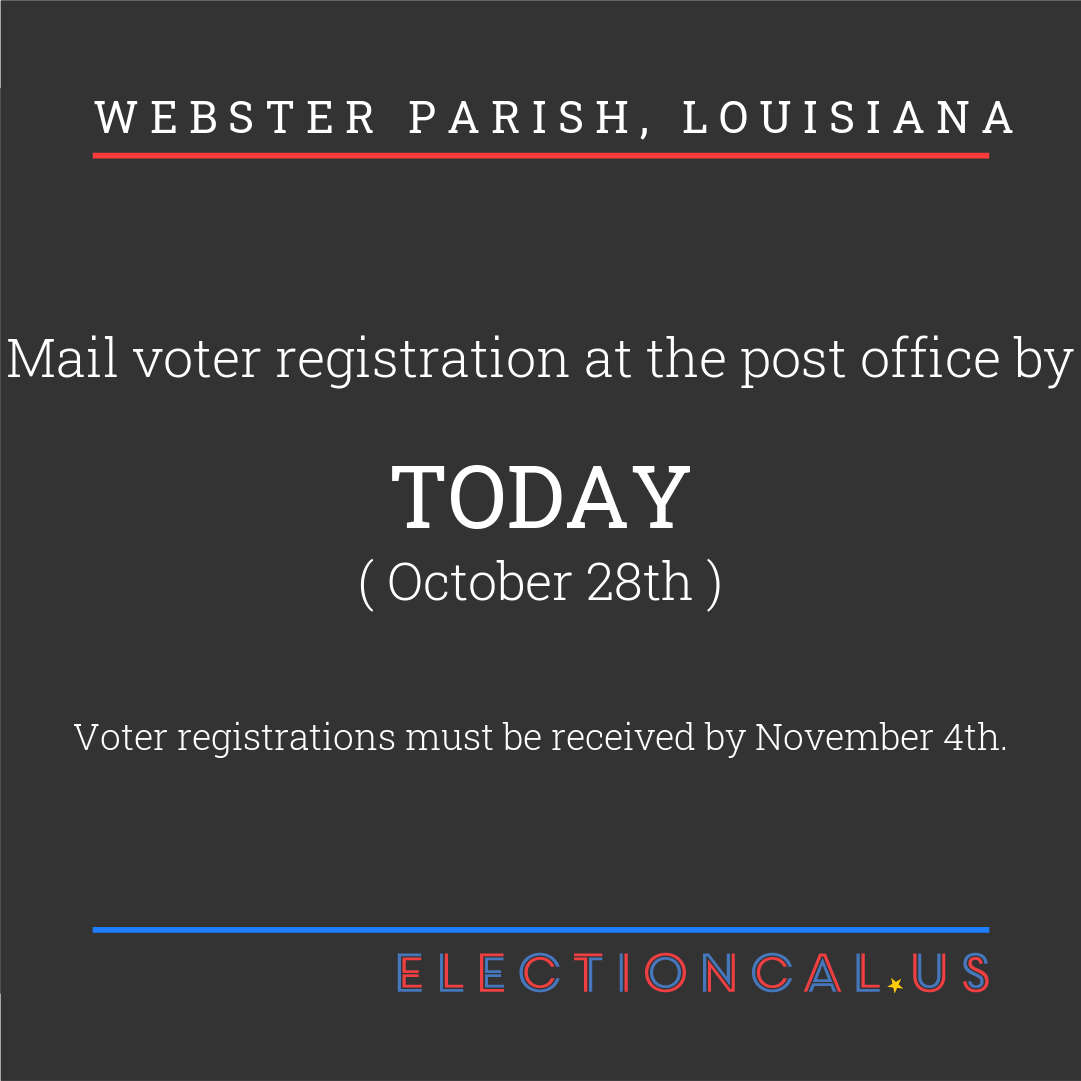 WEBSTER PARISH, LOUISIANA
Mail voter registration at the post office by
TODAY
( October 28th )
Voter registrations must be received by November 4th.
ELECTIONCAL.US